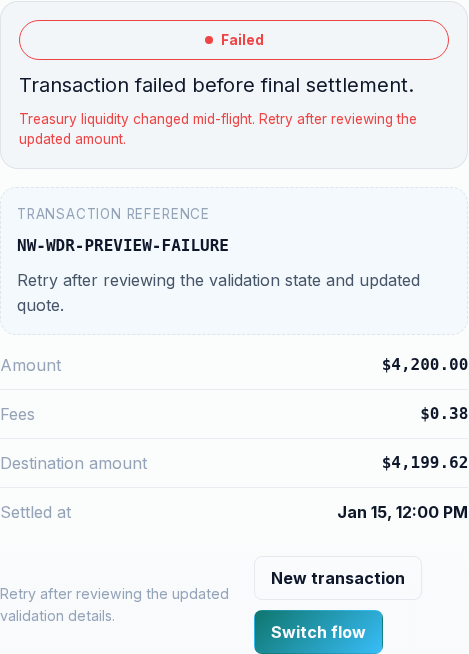 Failed
Transaction failed before final settlement.
Treasury liquidity changed mid-flight. Retry after reviewing the
updated amount.
TRANSACTION REFERENCE
NW-WDR-PREVIEW-FAILURE
Retry after reviewing the validation state and updated
quote.
Amount $4,200.00
Fees $0.38
Destination amount $4,199.62
Settled at Jan 15, 12:00 PM
Retry after reviewing the updated
validation details.
New transaction
Switch flow